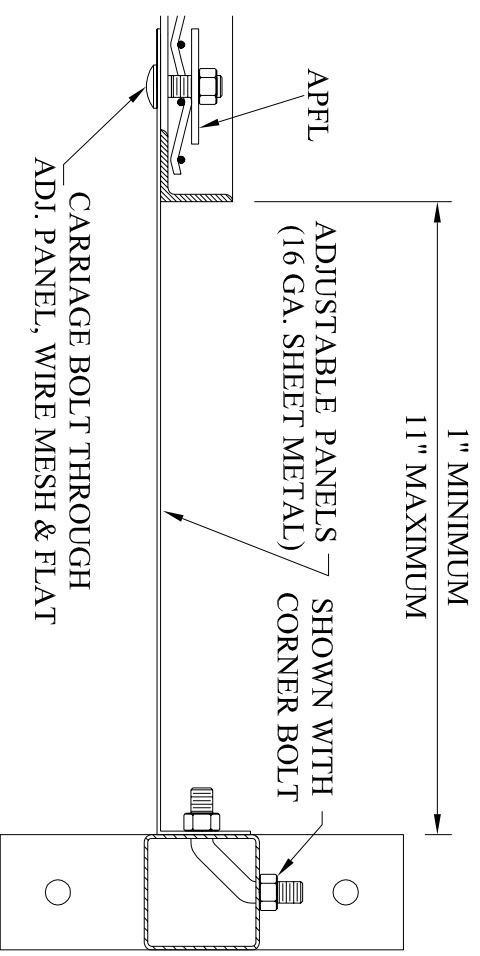 1" MINIMUM
11" MAXIMUM
APFL
ADJUSTABLE PANELS
(16 GA. SHEET METAL)
SHOWN WITH
CORNER BOLT
CARRIAGE BOLT THROUGH
ADJ. PANEL, WIRE MESH & FLAT